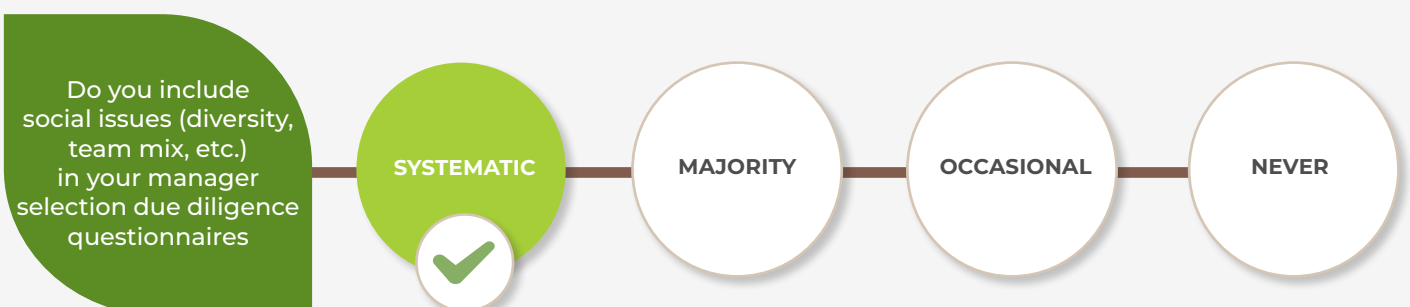 Do you include
social issues (diversity,
team mix, etc.)
in your manager
selection due diligence
questionnaires
SYSTEMATIC
MAJORITY
OCCASIONAL
NEVER